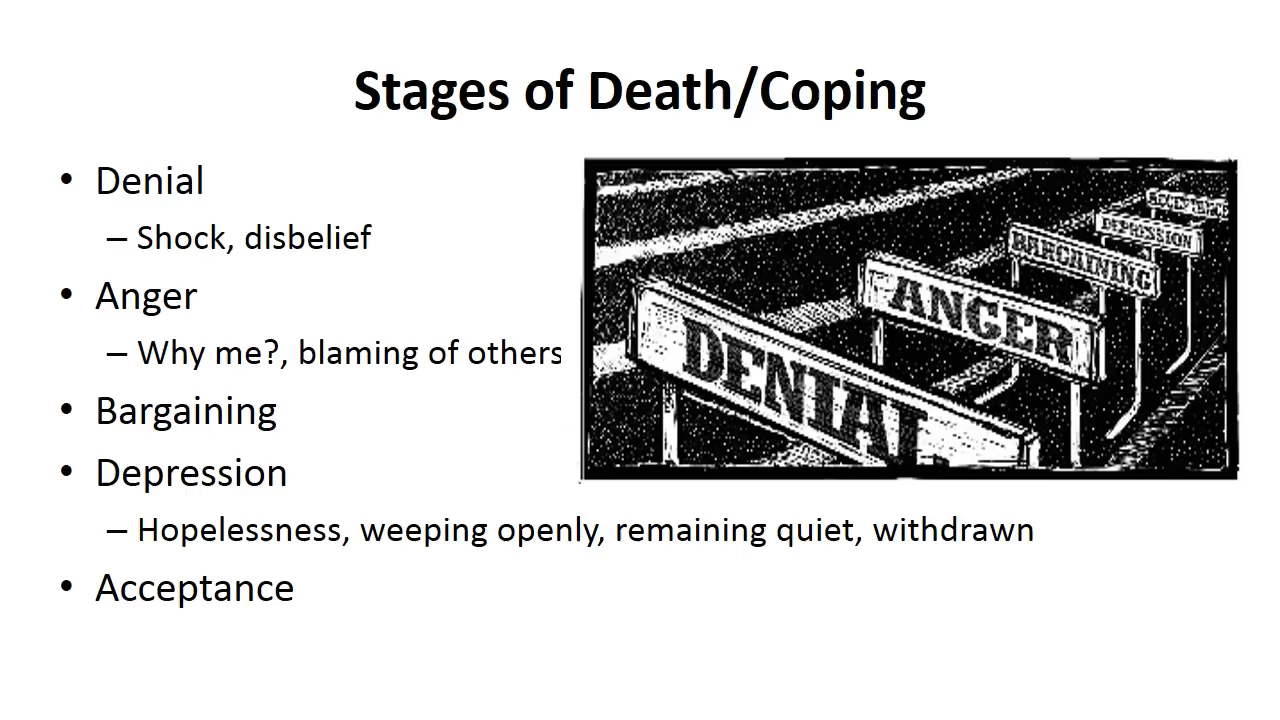 Stages of Death/Coping
• Denial
– Shock, disbelief
• Anger
– Why me?, blaming of others
• Bargaining
• Depression
– Hopelessness, weeping openly, remaining quiet, withdrawn
• Acceptance
DENIAL
ANGER
BARGAINING
DEPRESSION